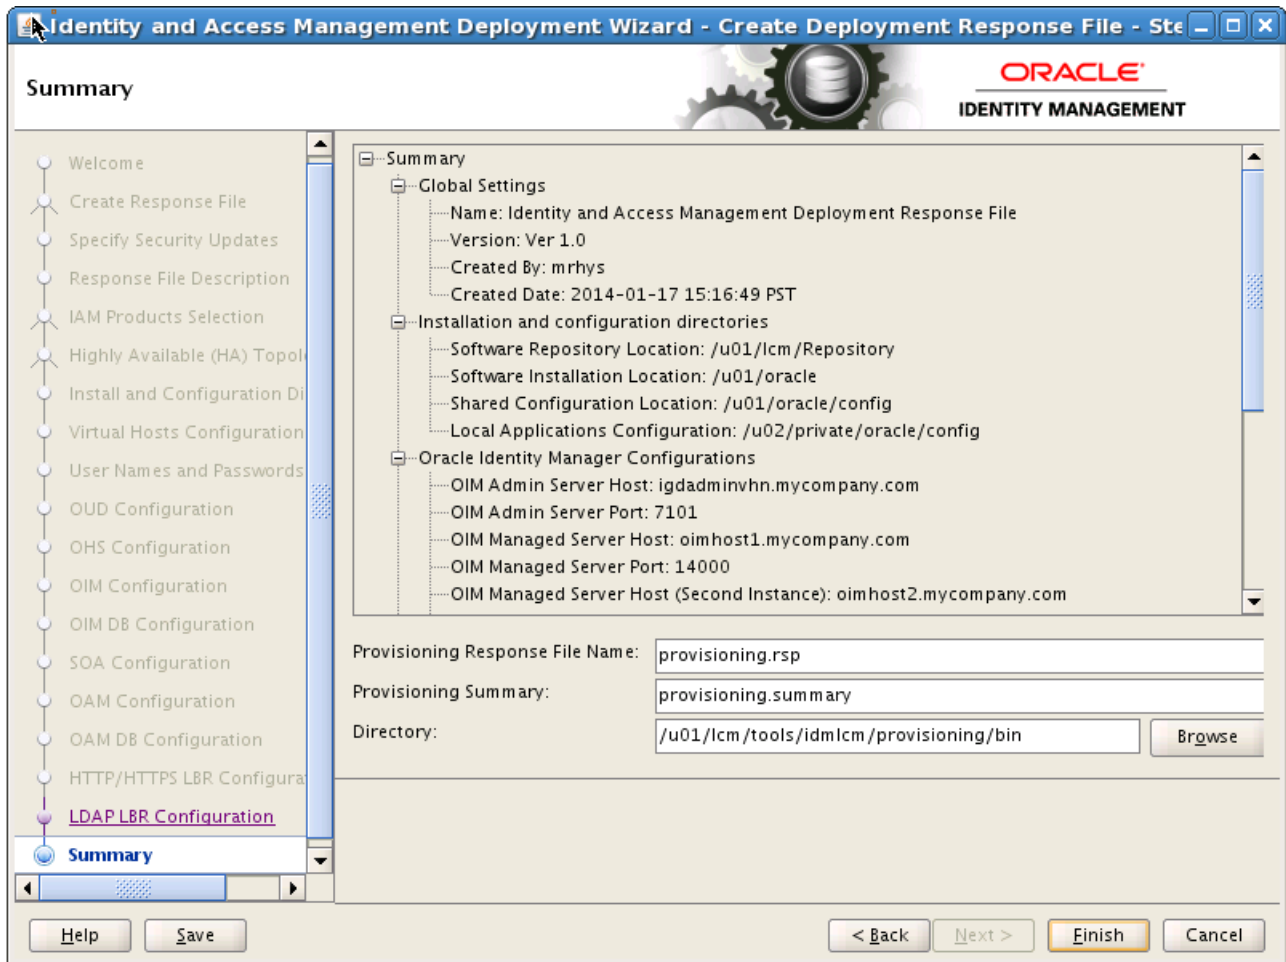 Identity and Access Management Deployment Wizard - Create Deployment Response File - Ste
Summary
ORACLE
IDENTITY MANAGEMENT
Welcome
Create Response File
Specify Security Updates
Response File Description
IAM Products Selection
Highly Available (HA) Topol
Install and Configuration Di
Virtual Hosts Configuration
User Names and Passwords
OUD Configuration
OHS Configuration
OIM Configuration
OIM DB Configuration
SOA Configuration
OAM Configuration
OAM DB Configuration
HTTP/HTTPS LBR Configura
LDAP LBR Configuration
Summary
Summary
Global Settings
Name: Identity and Access Management Deployment Response File
Version: Ver 1.0
Created By: mrhys
Created Date: 2014-01-17 15:16:49 PST
Installation and configuration directories
Software Repository Location: /u01/lcm/Repository
Software Installation Location: /u01/oracle
Shared Configuration Location: /u01/oracle/config
Local Applications Configuration: /u02/private/oracle/config
Oracle Identity Manager Configurations
OIM Admin Server Host: igdadminvhn.mycompany.com
OIM Admin Server Port: 7101
OIM Managed Server Host: oimhost1.mycompany.com
OIM Managed Server Port: 14000
OIM Managed Server Host (Second Instance): oimhost2.mycompany.com
Provisioning Response File Name: provisioning.rsp
Provisioning Summary: provisioning.summary
Directory: /u01/lcm/tools/idmlcm/provisioning/bin Browse
Help Save < Back Next > Finish Cancel